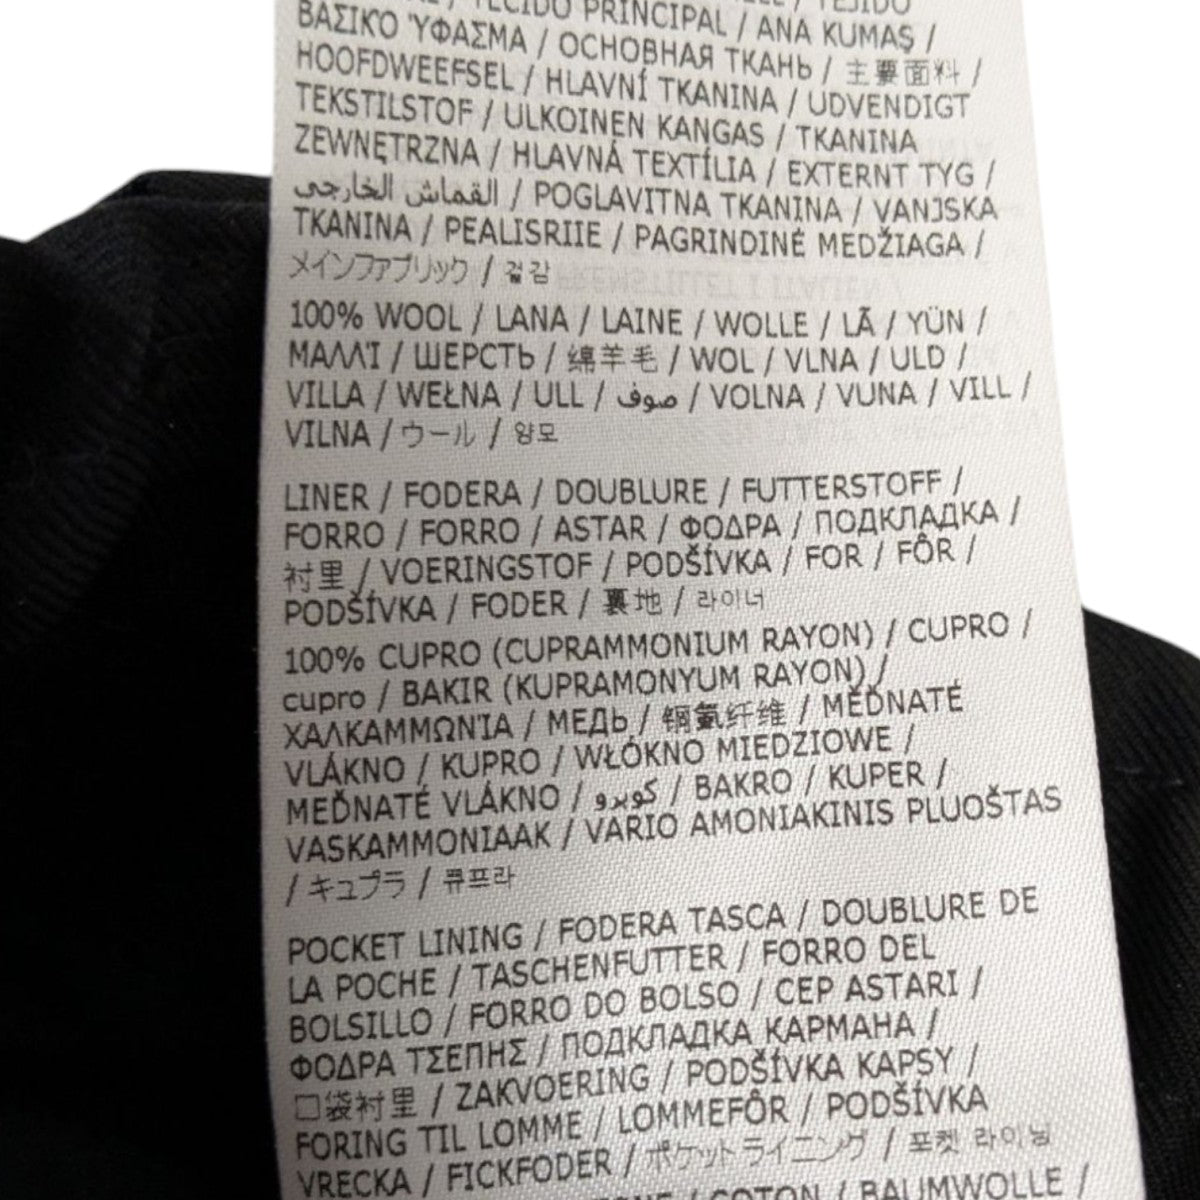 / TECIDO PRINCIPAL / ANA KUMAŞ /
ΒΑΣΙΚΌ ΎΦΑΣΜΑ / ОСНОВНАЯ ТКАНЬ / 主要面料 /
HOOFDWEEFSEL / HLAVNÍ TKANINA / UDVENDIGT
TEKSTILSTOF / ULKOINEN KANGAS / TKANINA
ZEWNĘTRZNA / HLAVNÁ TEXTÍLIA / EXTERNT TYG /
القماش الخارجي / POGLAVITNA TKANINA / VANJSKA
TKANINA / PEALISRIIE / PAGRINDINĖ MEDŽIAGA /
メインファブリック / 겉감
100% WOOL / LANA / LAINE / WOLLE / LÃ / YÜN /
ΜΑΛΛΊ / ШЕРСТЬ / 绵羊毛 / WOL / VLNA / ULD /
VILLA / WEŁNA / ULL / صوف / VOLNA / VUNA / VILL /
VILNA / ウール / 양모
LINER / FODERA / DOUBLURE / FUTTERSTOFF /
FORRO / FORRO / ASTAR / ΦΟΔΡΑ / ПОДКЛАДКА /
衬里 / VOERINGSTOF / PODŠÍVKA / FOR / FÔR /
PODŠÍVKA / FODER / 裏地 / 라이너
100% CUPRO (CUPRAMMONIUM RAYON) / CUPRO /
cupro / BAKIR (KUPRAMONYUM RAYON) /
ΧΑΛΚΑΜΜΩΝΊΑ / МЕДЬ / 铜氨纤维 / MĚĎNATÉ
VLÁKNO / KUPRO / WŁÓKNO MIEDZIOWE /
MEĎNATÉ VLÁKNO / كوبرو / BAKRO / KUPER /
VASKAMMONIAAK / VARIO AMONIAKINIS PLUOŠTAS
/ キュプラ / 큐프라
POCKET LINING / FODERA TASCA / DOUBLURE DE
LA POCHE / TASCHENFUTTER / FORRO DEL
BOLSILLO / FORRO DO BOLSO / CEP ASTARI /
ΦΟΔΡΑ ΤΣΕΠΗΣ / ПОДКЛАДКА КАРМАНА /
口袋衬里 / ZAKVOERING / PODŠÍVKA KAPSY /
FORING TIL LOMME / LOMMEFÔR / PODŠÍVKA
VRECKA / FICKFODER / ポケットライニング / 포켓 라이닝
/ COTON / BAUMWOLLE /